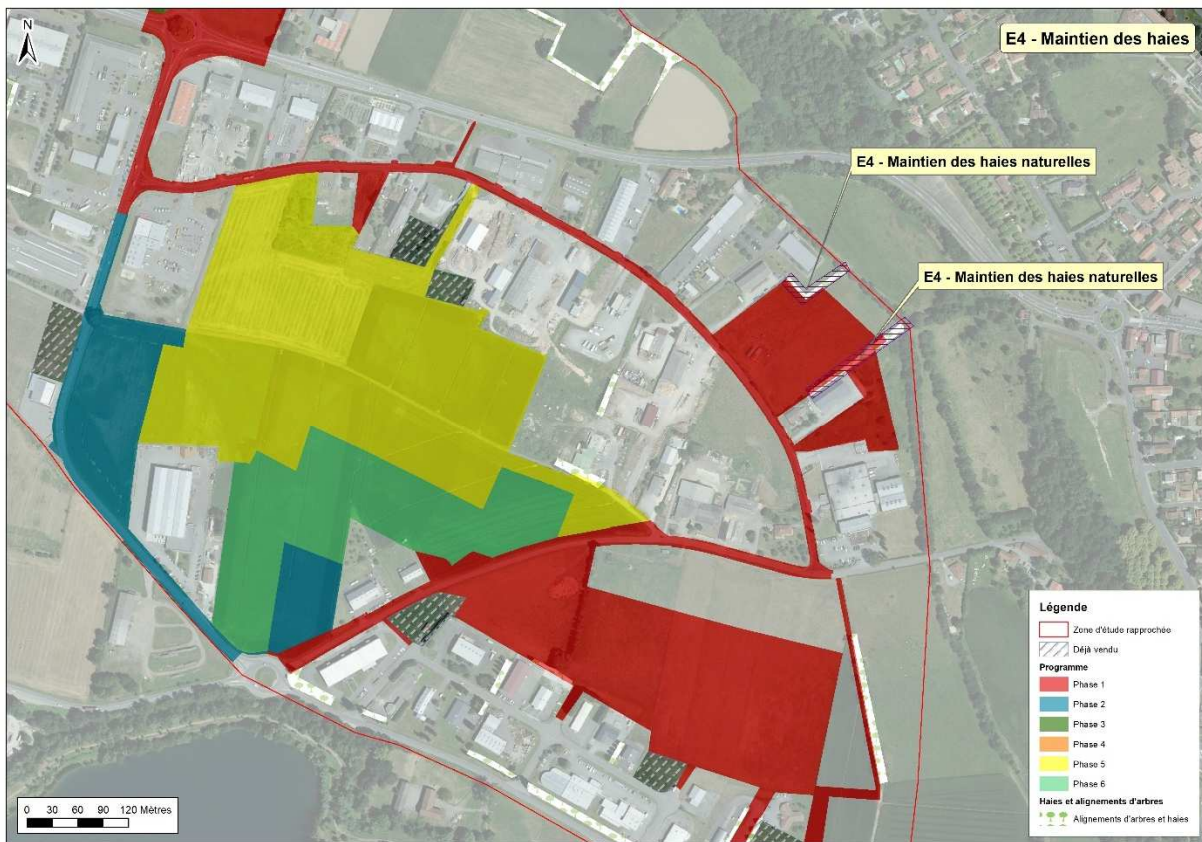 N
E4 - Maintien des haies
E4 - Maintien des haies naturelles
E4 - Maintien des haies naturelles
Légende
Zone d'étude rapprochée
Déjà vendu
Programme
Phase 1
Phase 2
Phase 3
Phase 4
Phase 5
Phase 6
Haies et alignements d'arbres
Alignements d'arbres et haies
0 30 60 90 120 Mètres